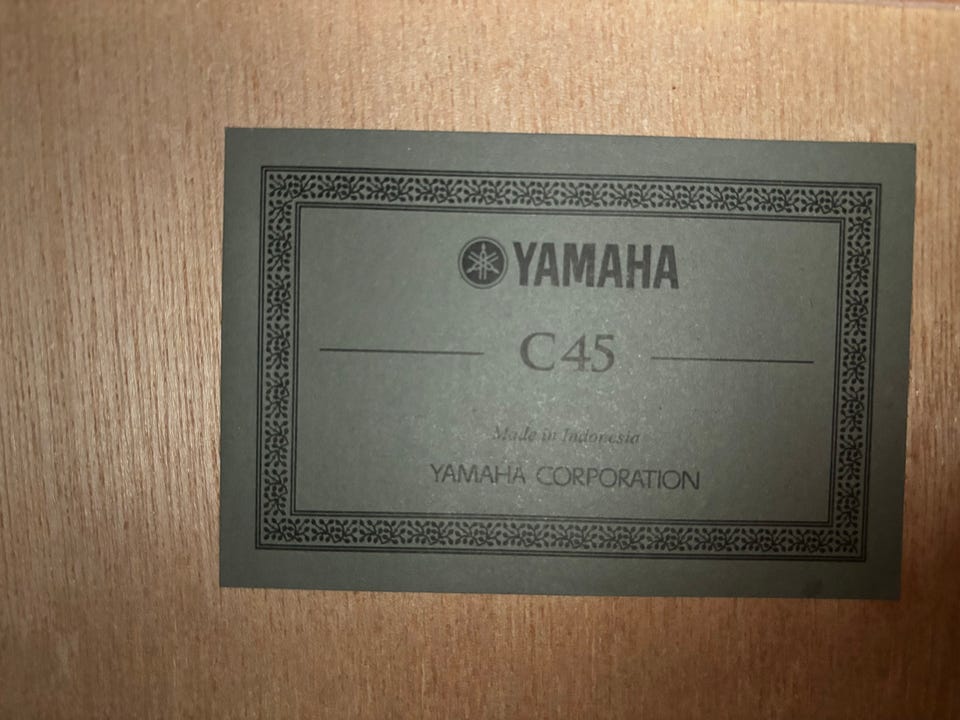 YAMAHA
C45
Made in Indonesia
YAMAHA CORPORATION